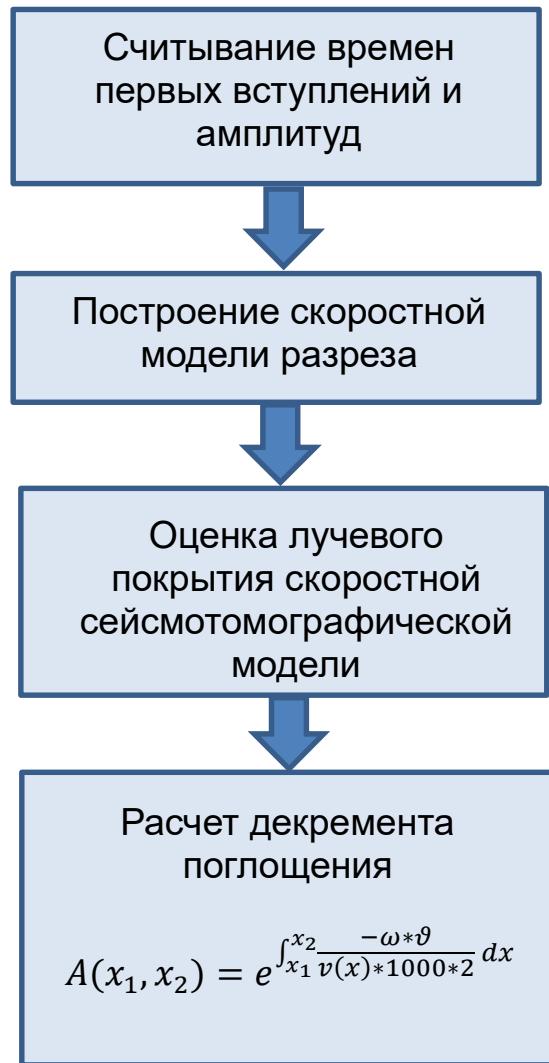 Считывание времен
первых вступлений и
амплитуд
Построение скоростной
модели разреза
Оценка лучевого
покрытия скоростной
сейсмотомографической
модели
Расчет декремента
поглощения
A(x₁, x₂) = e^{∫_{x₁}^{x₂} \frac{−ω∗ϑ}{v(x)∗1000∗2} dx}